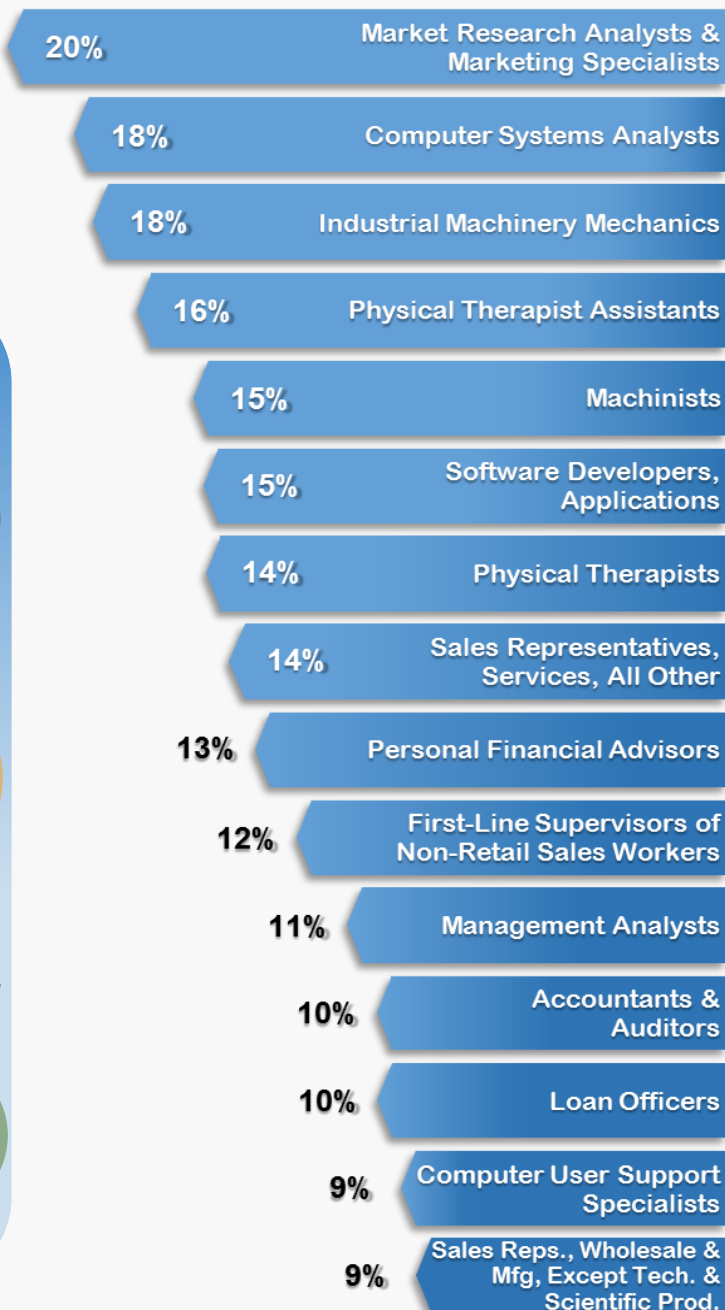 20%
Market Research Analysts &
Marketing Specialists
18%
Computer Systems Analysts
18%
Industrial Machinery Mechanics
16%
Physical Therapist Assistants
15%
Machinists
15%
Software Developers,
Applications
14%
Physical Therapists
14%
Sales Representatives,
Services, All Other
13%
Personal Financial Advisors
12%
First-Line Supervisors of
Non-Retail Sales Workers
11%
Management Analysts
10%
Accountants &
Auditors
10%
Loan Officers
9%
Computer User Support
Specialists
9%
Sales Reps., Wholesale &
Mfg, Except Tech. &
Scientific Prod.